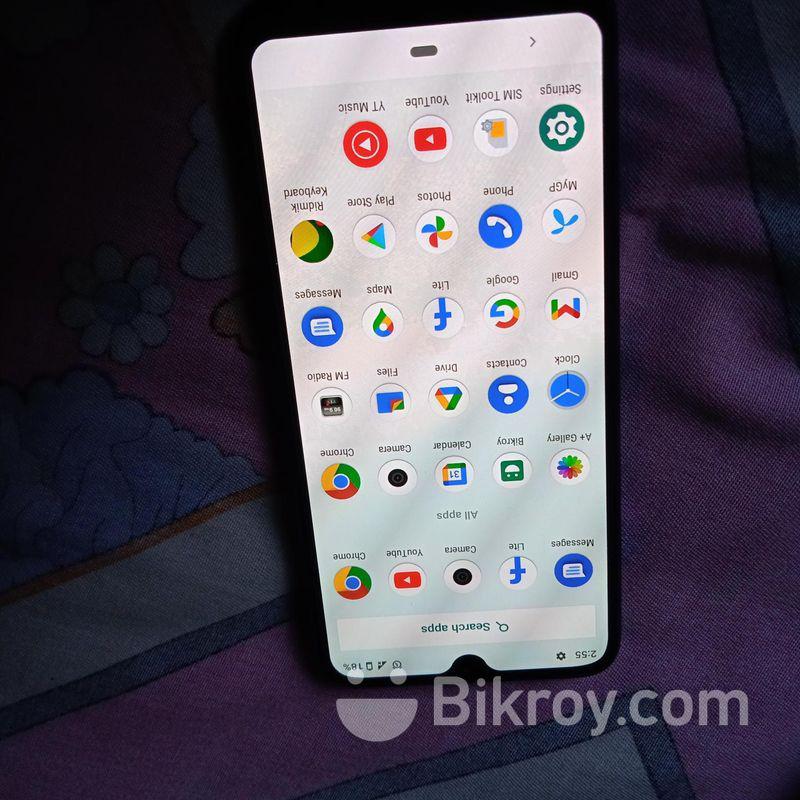 2:55
18%
Search apps
Messages Lite Camera YouTube Chrome
All apps
A+ Gallery Bikroy Calendar Camera Chrome
31
Clock Contacts Drive Files FM Radio
Gmail Google Lite Maps Messages
MyGP Phone Photos Play Store Ridmik Keyboard
Settings SIM Toolkit YouTube YT Music
Bikroy.com